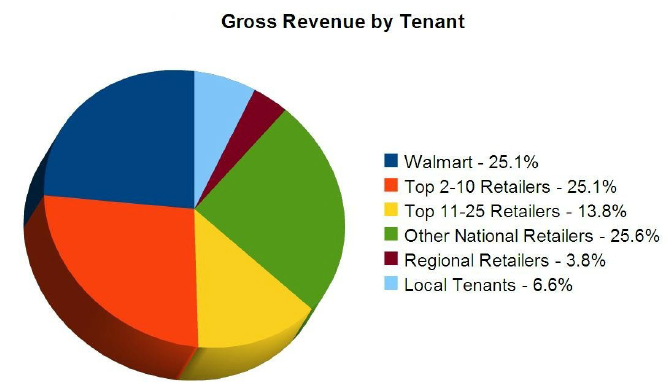 Gross Revenue by Tenant
Walmart - 25.1%
Top 2-10 Retailers - 25.1%
Top 11-25 Retailers - 13.8%
Other National Retailers - 25.6%
Regional Retailers - 3.8%
Local Tenants - 6.6%